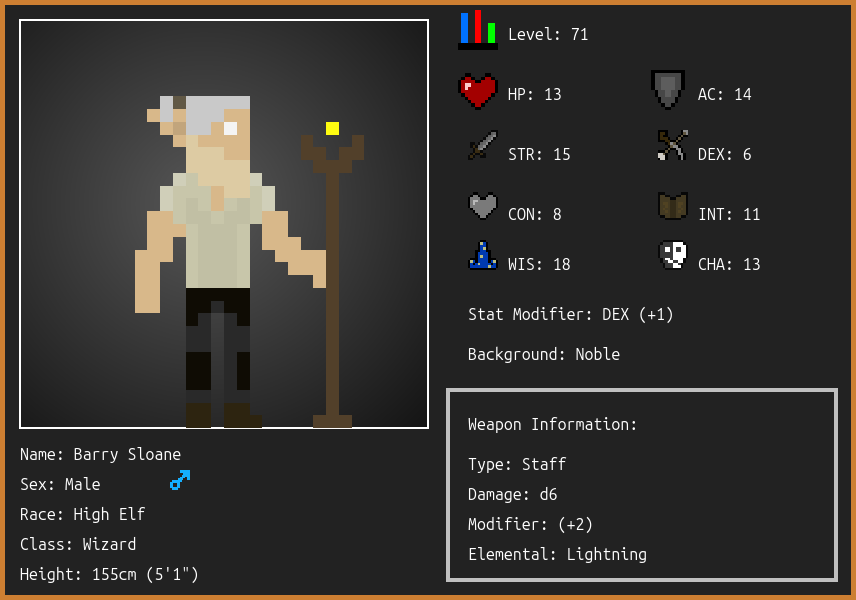 Level: 71
HP: 13
AC: 14
STR: 15
DEX: 6
CON: 8
INT: 11
WIS: 18
CHA: 13
Stat Modifier: DEX (+1)
Background: Noble
Weapon Information:
Type: Staff
Damage: d6
Modifier: (+2)
Elemental: Lightning
Name: Barry Sloane
Sex: Male
Race: High Elf
Class: Wizard
Height: 155cm (5'1")